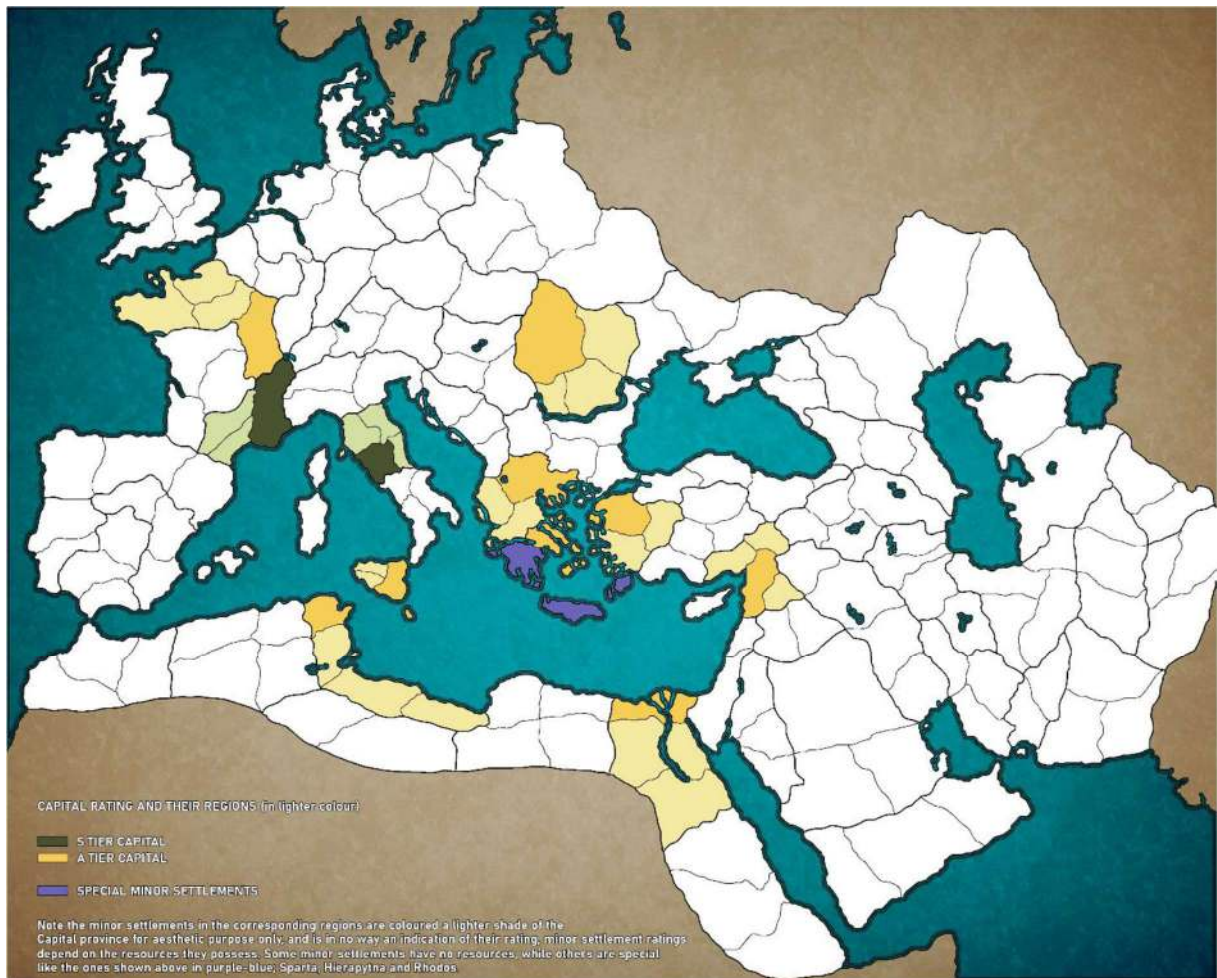 CAPITAL RATING AND THEIR REGIONS (in lighter colour)
S TIER CAPITAL
A TIER CAPITAL
SPECIAL MINOR SETTLEMENTS
Note the minor settlements in the corresponding regions are coloured a lighter shade of the
Capital province for aesthetic purpose only, and is in no way an indication of their rating; minor settlement ratings
depend on the resources they possess. Some minor settlements have no resources, while others are special
like the ones shown above in purple-blue; Sparta, Hierapytna and Rhodos.